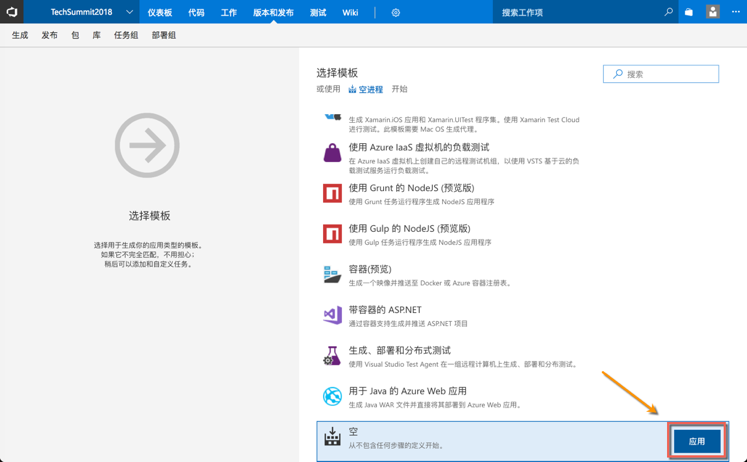 TechSummit2018 仪表板 代码 工作 版本和发布 测试 Wiki 搜索工作项
生成 发布 包 库 任务组 部署组
选择模板
选择用于生成你的应用类型的模板。
如果它不完全匹配，不用担心；
稍后可以添加和自定义任务。
选择模板
搜索
或使用 空进程 开始
生成 Xamarin.iOS 应用和 Xamarin.UITest 程序集。使用 Xamarin Test Cloud
进行测试。此模板需要 Mac OS 生成代理。
使用 Azure IaaS 虚拟机的负载测试
在 Azure IaaS 虚拟机上创建自己的远程测试机组，以使用 VSTS 基于云的负
载测试服务运行负载测试。
使用 Grunt 的 NodeJS (预览版)
使用 Grunt 任务运行程序生成 NodeJS 应用程序
使用 Gulp 的 NodeJS (预览版)
使用 Gulp 任务运行程序生成 NodeJS 应用程序
容器(预览)
生成一个映像并推送至 Docker 或 Azure 容器注册表。
带容器的 ASP.NET
通过容器支持生成并推送 ASP.NET 项目
生成、部署和分布式测试
使用 Visual Studio Test Agent 在一组远程计算机上生成、部署和分布测试。
用于 Java 的 Azure Web 应用
生成 Java WAR 文件并直接将其部署到 Azure Web 应用。
空
从不包含任何步骤的定义开始。
应用